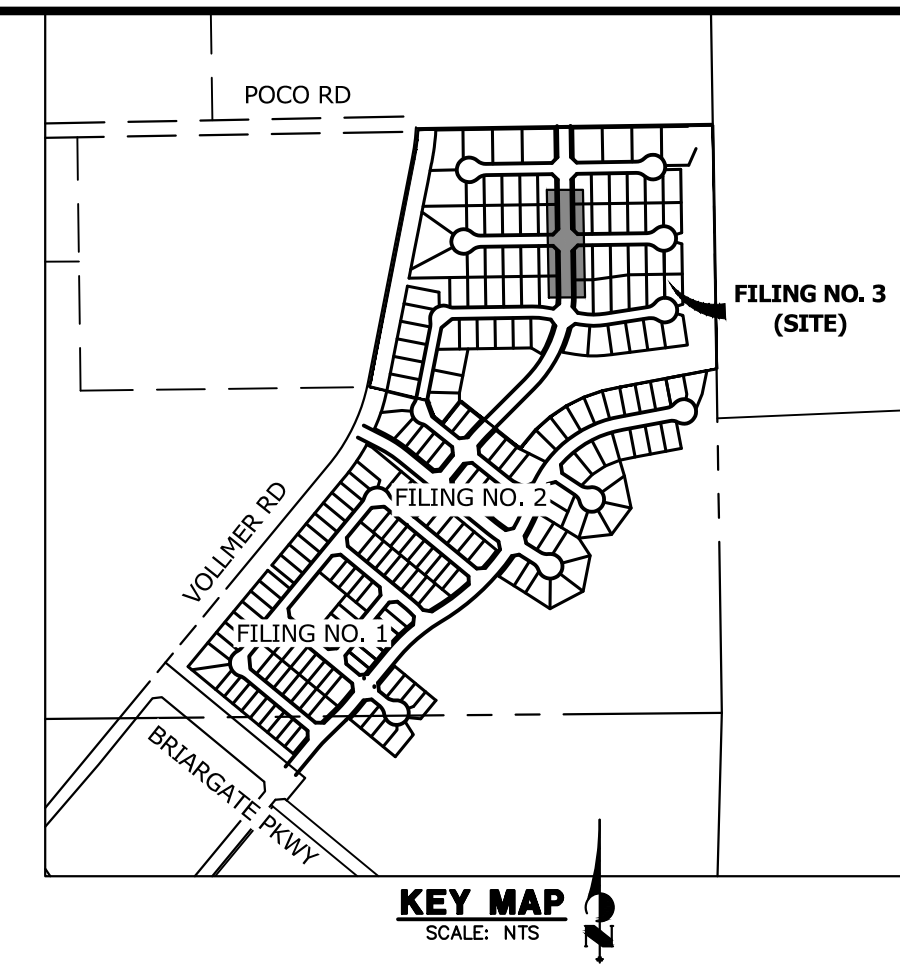 POCO RD
FILING NO. 3
(SITE)
FILING NO. 2
VOLLMER RD
FILING NO. 1
BRIARGATE PKWY
KEY MAP
SCALE: NTS
N